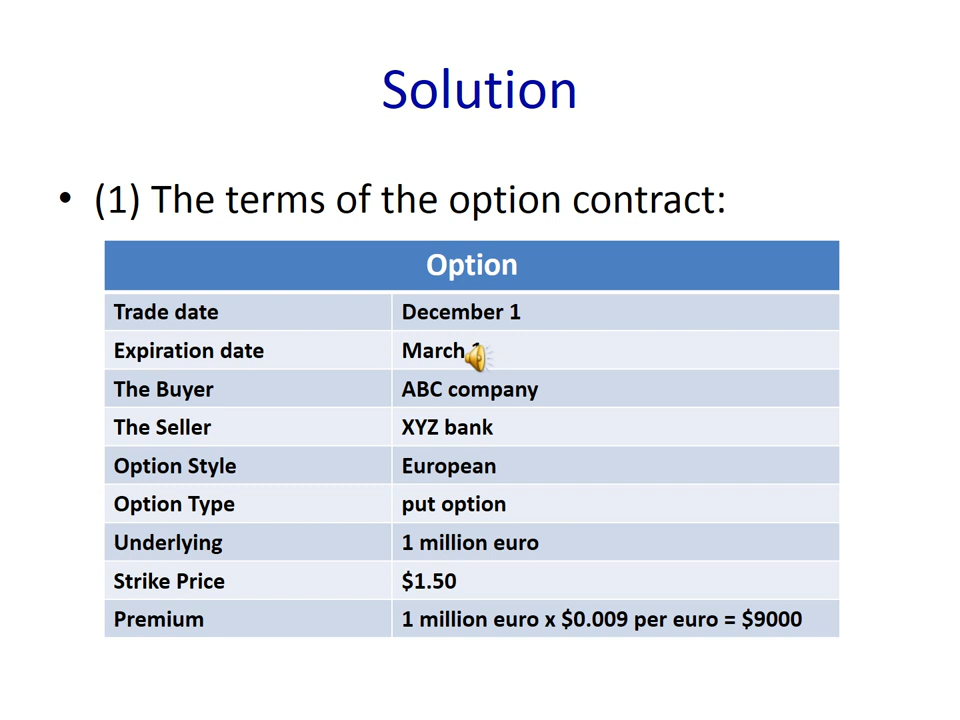 Solution
• (1) The terms of the option contract:
Option
Trade date December 1
Expiration date March
The Buyer ABC company
The Seller XYZ bank
Option Style European
Option Type put option
Underlying 1 million euro
Strike Price $1.50
Premium 1 million euro x $0.009 per euro = $9000